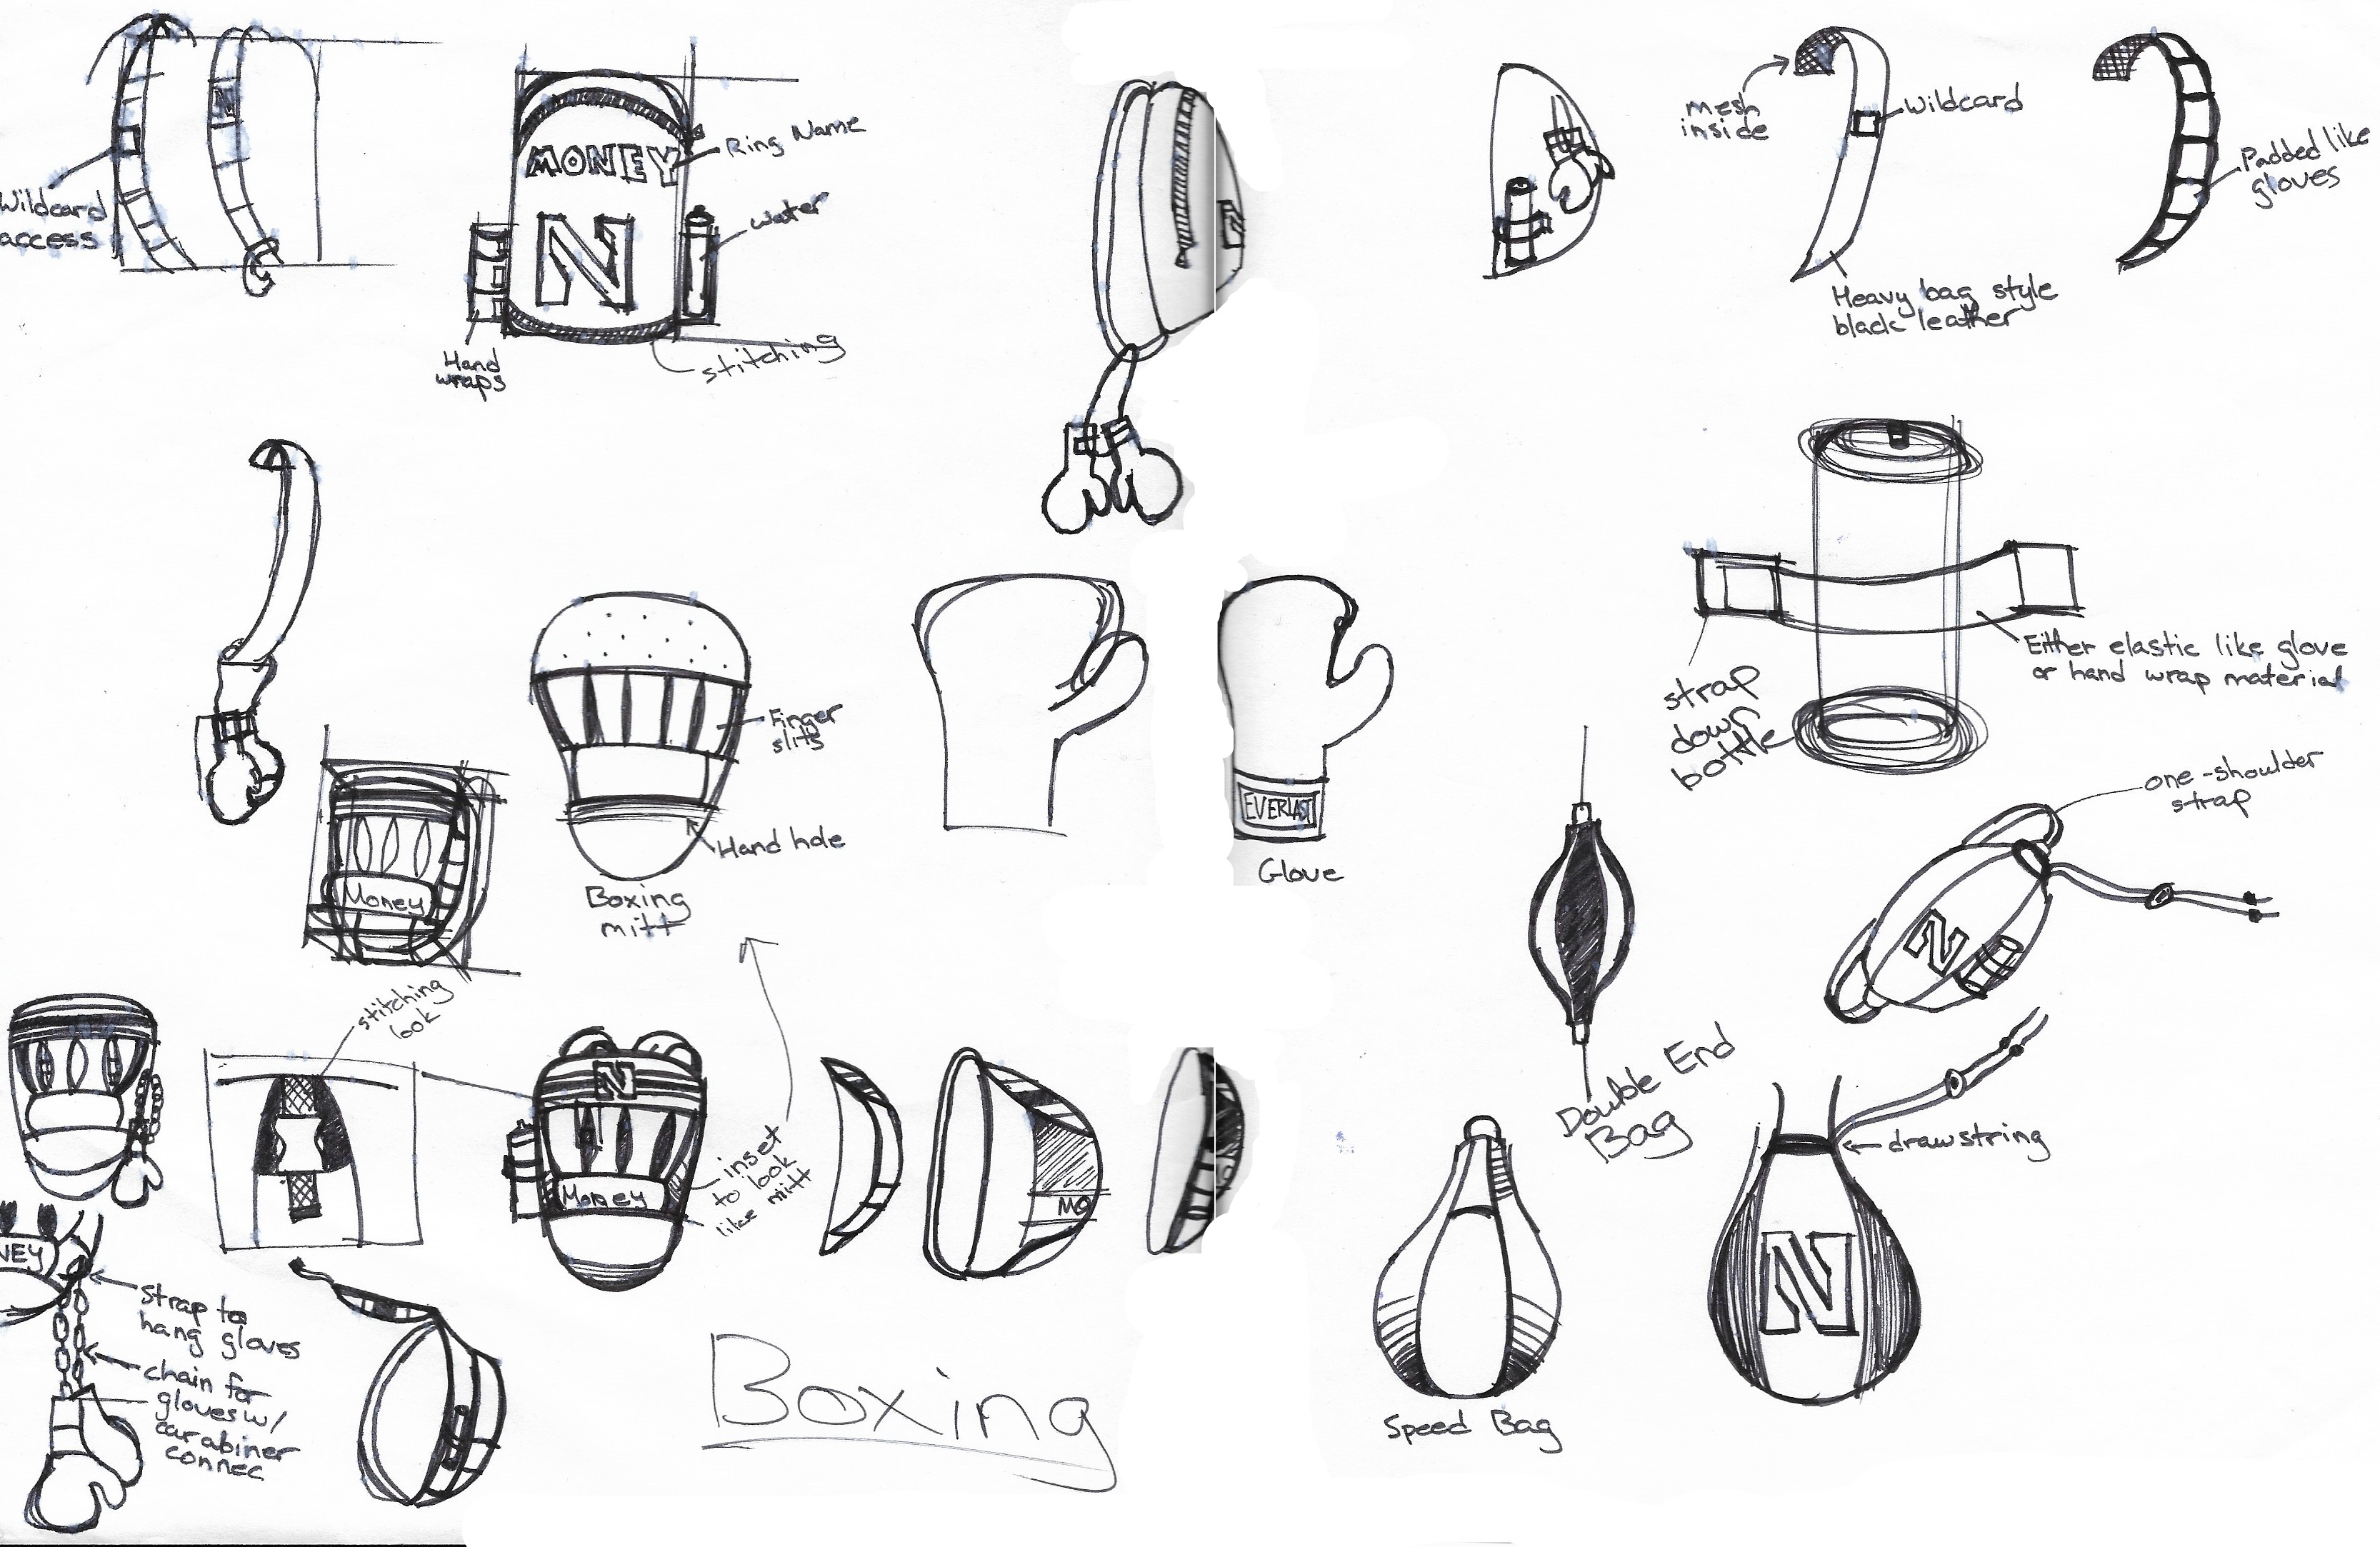 Wildcard
access
N
MONEY
N
Ring Name
water
Hand
wraps
stitching
N
mesh
inside
Wildcard
Heavy bag style
black leather
Padded like
gloves
Either elastic like glove
or hand wrap material
strap
down
bottle
Finger
slits
Hand hole
Boxing
mitt
EVERLAST
Glove
Money
stitching
look
one-shoulder
strap
N
Double End
Bag
N
Money
inset
to look
like mitt
MO
drawstring
N
Speed Bag
NEY
strap to
hang gloves
chain for
gloves w/
carabiner
connec
Boxing